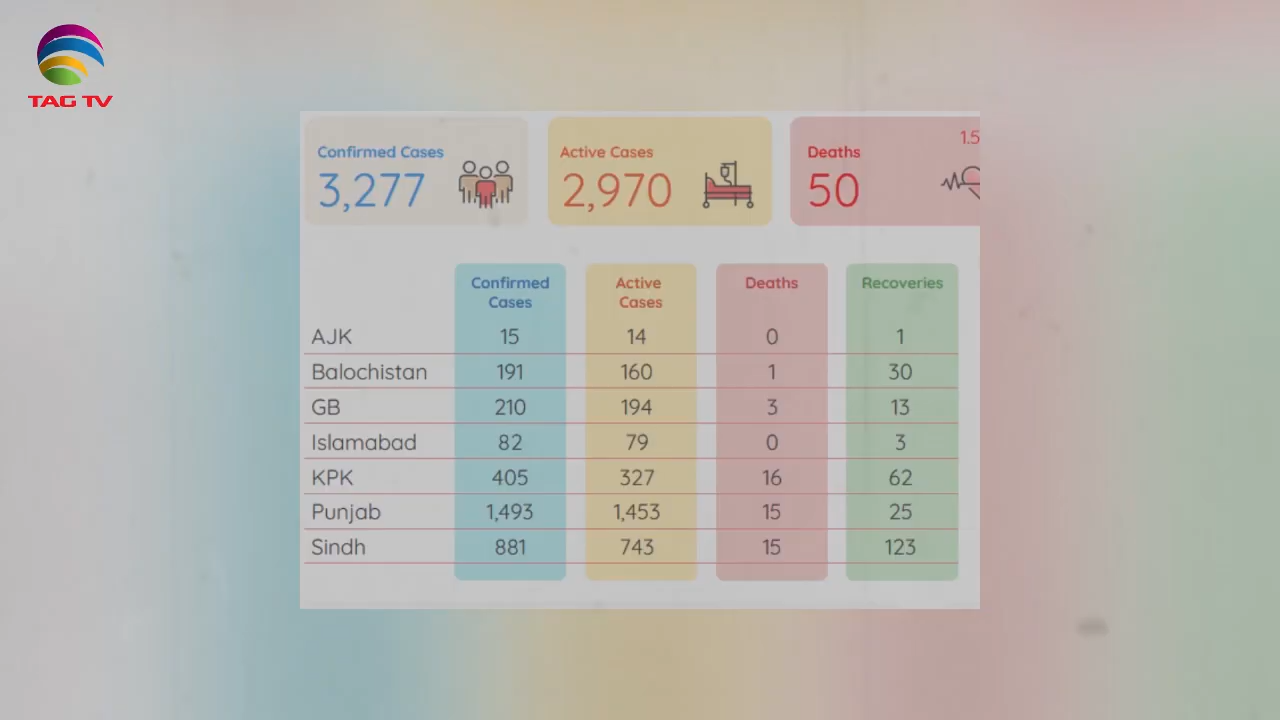 TAG TV
Confirmed Cases
3,277
Active Cases
2,970
Deaths
50
1.5
Confirmed Cases Active Cases Deaths Recoveries
AJK 15 14 0 1
Balochistan 191 160 1 30
GB 210 194 3 13
Islamabad 82 79 0 3
KPK 405 327 16 62
Punjab 1,493 1,453 15 25
Sindh 881 743 15 123